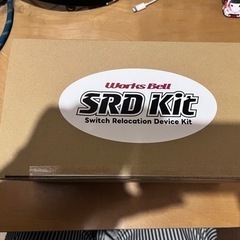 Works Bell
SRD Kit
Switch Relocation Device Kit